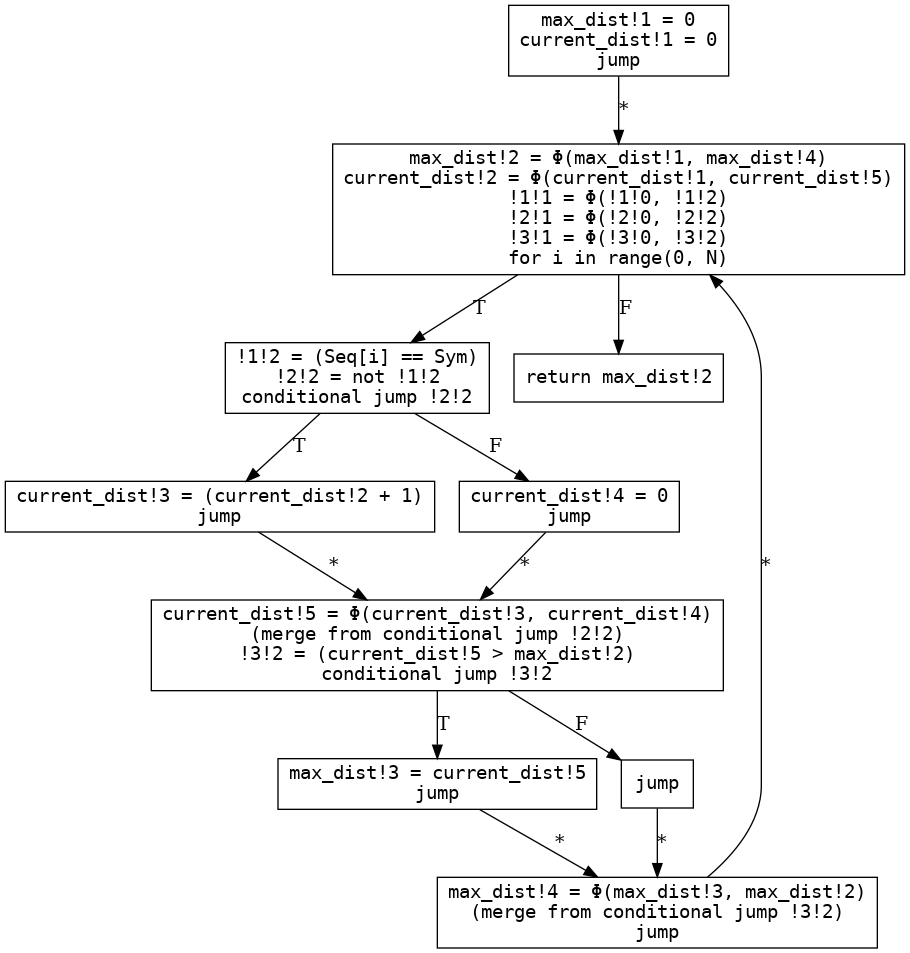 max_dist!1 = 0
current_dist!1 = 0
jump
*
max_dist!2 = Φ(max_dist!1, max_dist!4)
current_dist!2 = Φ(current_dist!1, current_dist!5)
!1!1 = Φ(!1!0, !1!2)
!2!1 = Φ(!2!0, !2!2)
!3!1 = Φ(!3!0, !3!2)
for i in range(0, N)
T
F
!1!2 = (Seq[i] == Sym)
!2!2 = not !1!2
conditional jump !2!2
return max_dist!2
T
F
current_dist!3 = (current_dist!2 + 1)
jump
current_dist!4 = 0
jump
*
*
*
current_dist!5 = Φ(current_dist!3, current_dist!4)
(merge from conditional jump !2!2)
!3!2 = (current_dist!5 > max_dist!2)
conditional jump !3!2
T
F
max_dist!3 = current_dist!5
jump
jump
*
*
max_dist!4 = Φ(max_dist!3, max_dist!2)
(merge from conditional jump !3!2)
jump